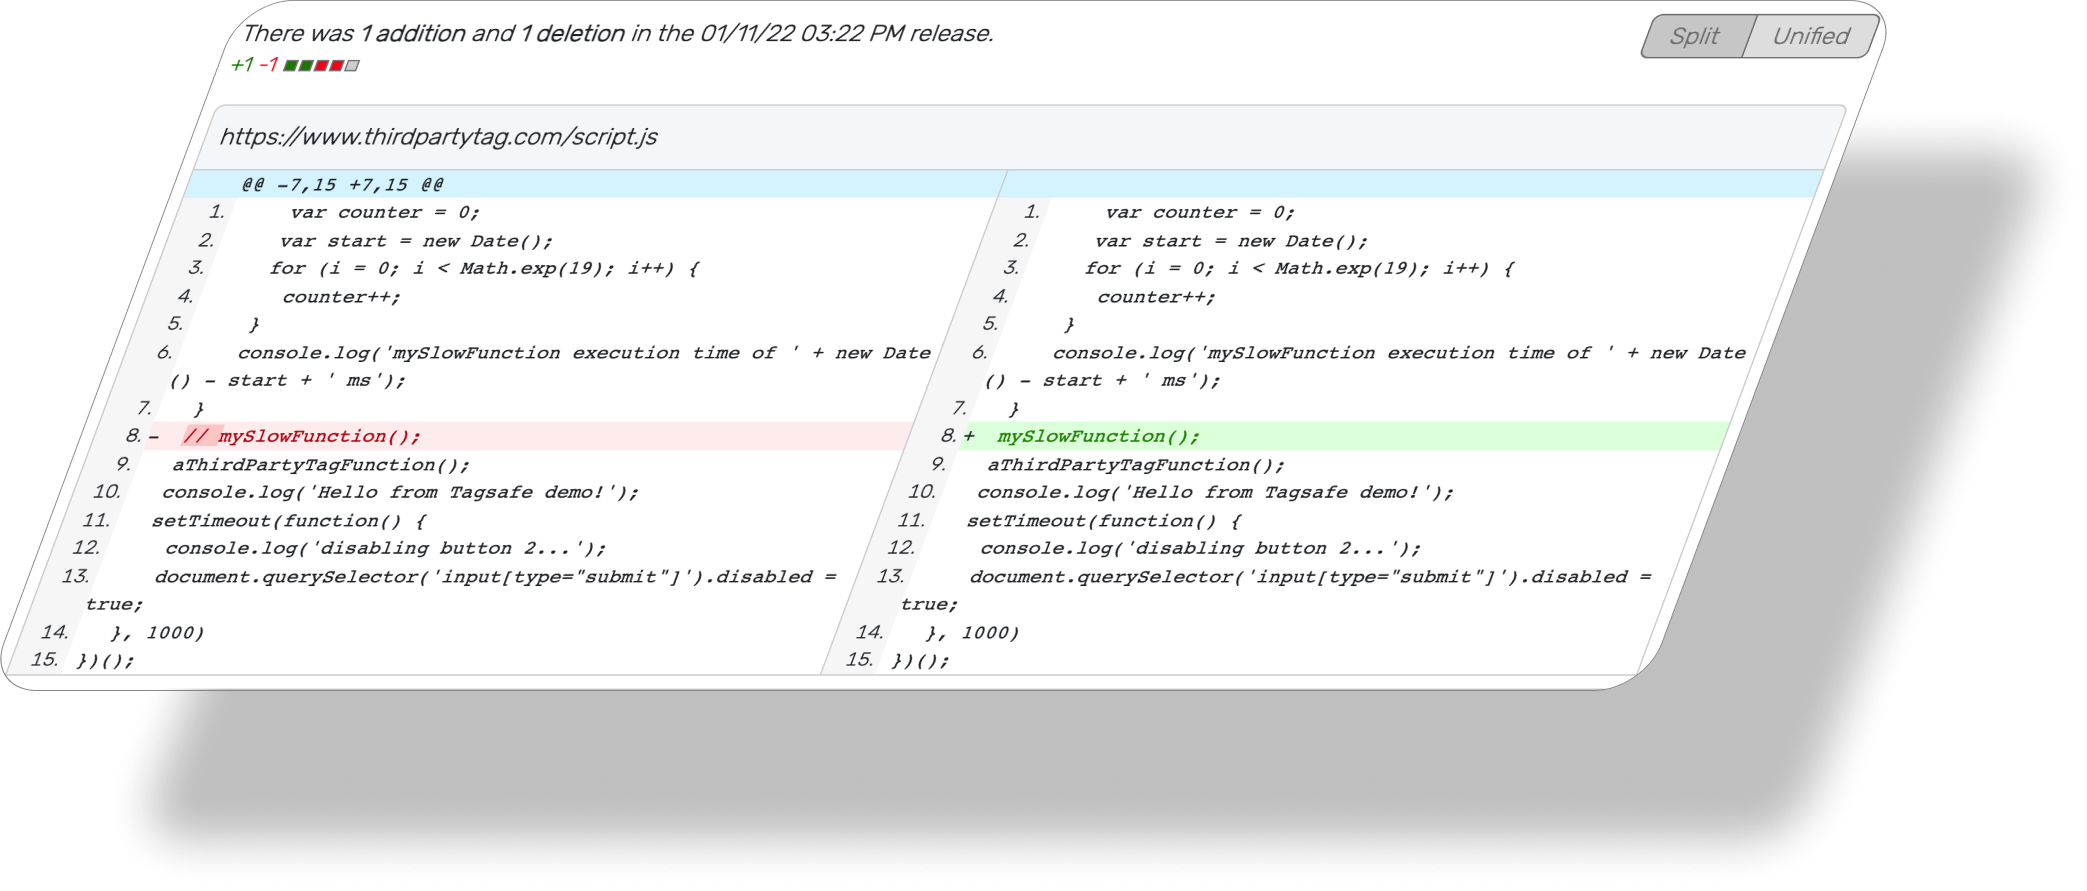 There was 1 addition and 1 deletion in the 01/11/22 03:22 PM release.
Split Unified
+1 -1
https://www.thirdpartytag.com/script.js
@@ -7,15 +7,15 @@
1. var counter = 0;
2. var start = new Date();
3. for (i = 0; i < Math.exp(19); i++) {
4. counter++;
5. }
6. console.log('mySlowFunction execution time of ' + new Date
() - start + ' ms');
7. }
8. - // mySlowFunction();
9. aThirdPartyTagFunction();
10. console.log('Hello from Tagsafe demo!');
11. setTimeout(function() {
12. console.log('disabling button 2...');
13. document.querySelector('input[type="submit"]').disabled =
true;
14. }, 1000)
15. })();
1. var counter = 0;
2. var start = new Date();
3. for (i = 0; i < Math.exp(19); i++) {
4. counter++;
5. }
6. console.log('mySlowFunction execution time of ' + new Date
() - start + ' ms');
7. }
8. + mySlowFunction();
9. aThirdPartyTagFunction();
10. console.log('Hello from Tagsafe demo!');
11. setTimeout(function() {
12. console.log('disabling button 2...');
13. document.querySelector('input[type="submit"]').disabled =
true;
14. }, 1000)
15. })();